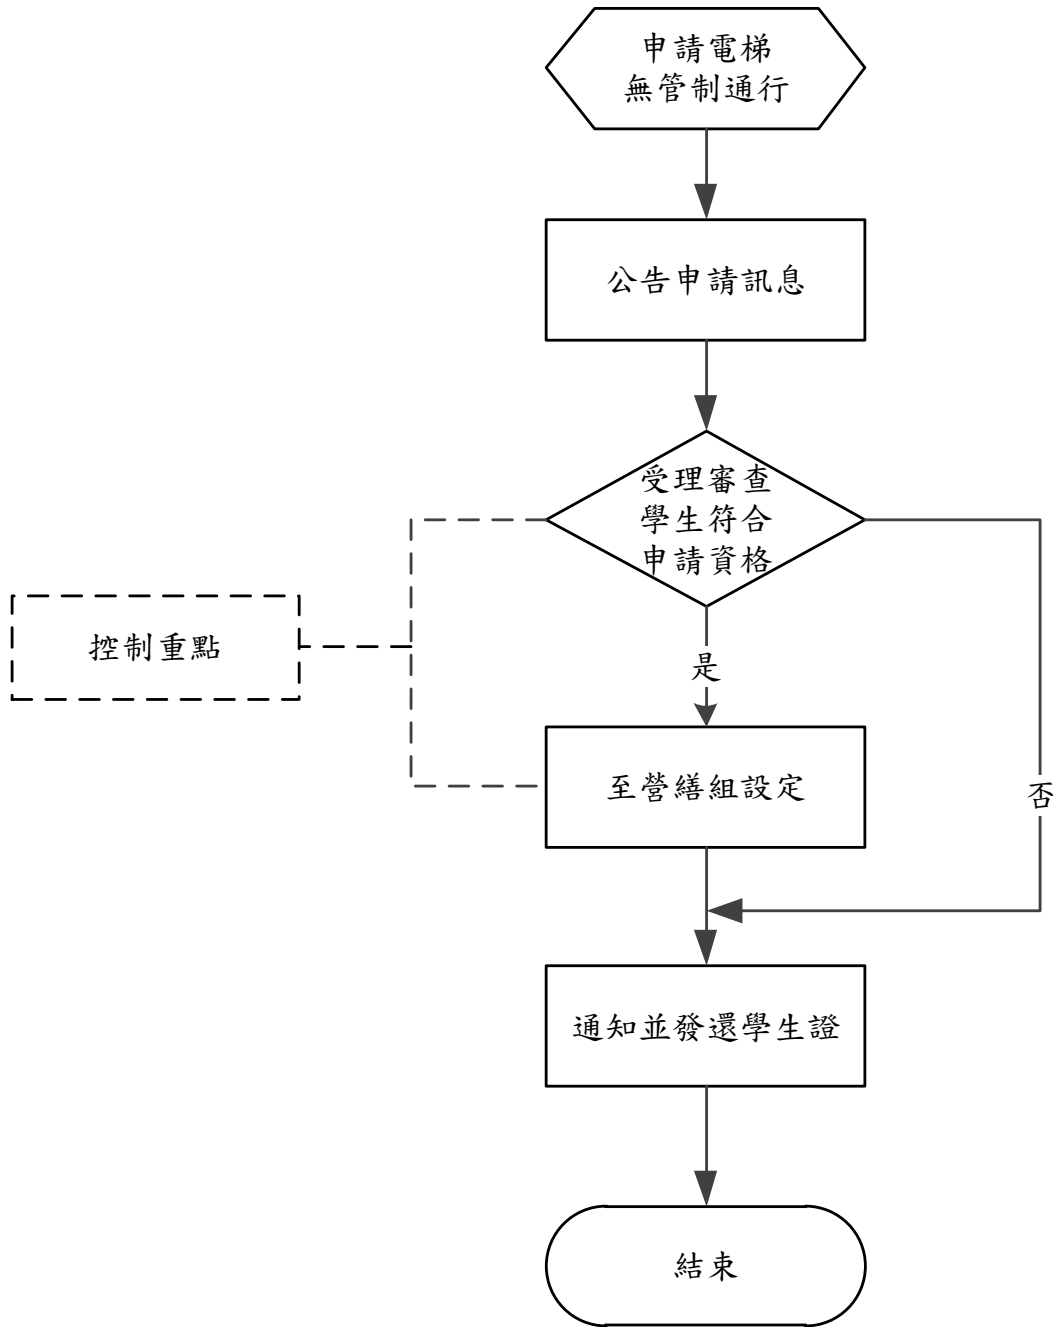 申請電梯
無管制通行
公告申請訊息
受理審查
學生符合
申請資格
控制重點
是
至營繕組設定
否
通知並發還學生證
結束